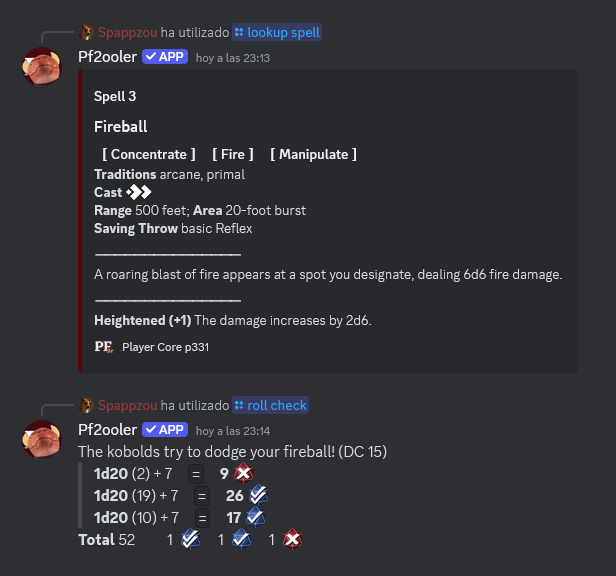 Spappzou ha utilizado lookup spell
Pf2ooler APP hoy a las 23:13
Spell 3
Fireball
[ Concentrate ] [ Fire ] [ Manipulate ]
Traditions arcane, primal
Cast
Range 500 feet; Area 20-foot burst
Saving Throw basic Reflex
———————————————
A roaring blast of fire appears at a spot you designate, dealing 6d6 fire damage.
———————————————
Heightened (+1) The damage increases by 2d6.
PF2 Player Core p331
Spappzou ha utilizado roll check
Pf2ooler APP hoy a las 23:14
The kobolds try to dodge your fireball! (DC 15)
1d20 (2) + 7 = 9
1d20 (19) + 7 = 26
1d20 (10) + 7 = 17
Total 52 1 1 1